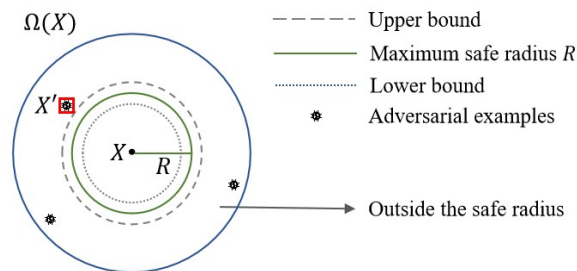 Ω(X)
X′
X
R
Upper bound
Maximum safe radius R
Lower bound
Adversarial examples
Outside the safe radius